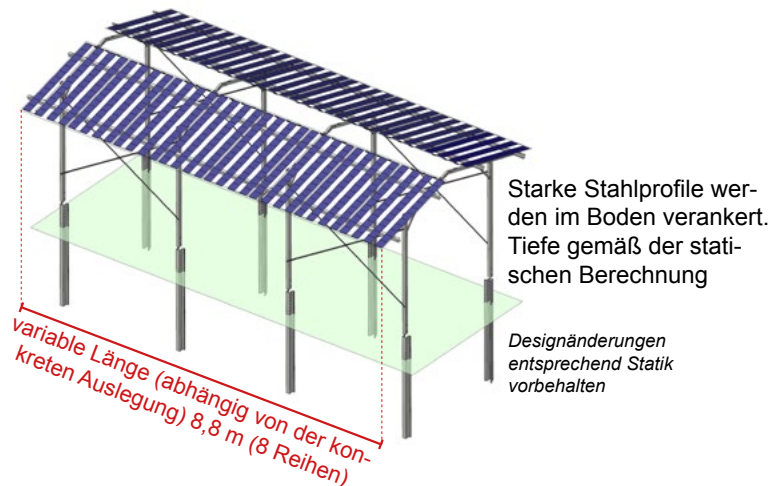 Starke Stahlprofile wer-
den im Boden verankert.
Tiefe gemäß der stati-
schen Berechnung
Designänderungen
entsprechend Statik
vorbehalten
variable Länge (abhängig von der kon-
kreten Auslegung) 8,8 m (8 Reihen)